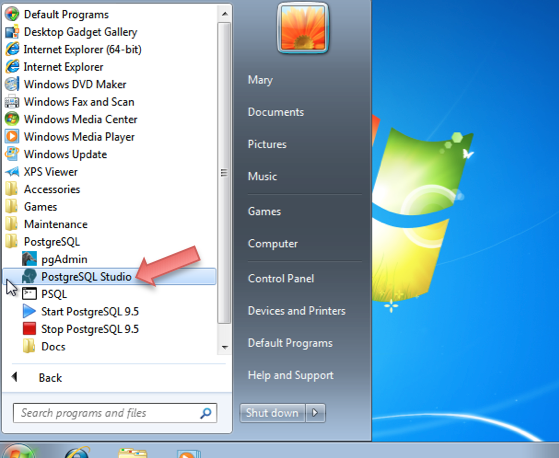 Default Programs
Desktop Gadget Gallery
Internet Explorer (64-bit)
Internet Explorer
Windows DVD Maker
Windows Fax and Scan
Windows Media Center
Windows Media Player
Windows Update
XPS Viewer
Accessories
Games
Maintenance
PostgreSQL
pgAdmin
PostgreSQL Studio
PSQL
Start PostgreSQL 9.5
Stop PostgreSQL 9.5
Docs
Back
Search programs and files
Mary
Documents
Pictures
Music
Games
Computer
Control Panel
Devices and Printers
Default Programs
Help and Support
Shut down